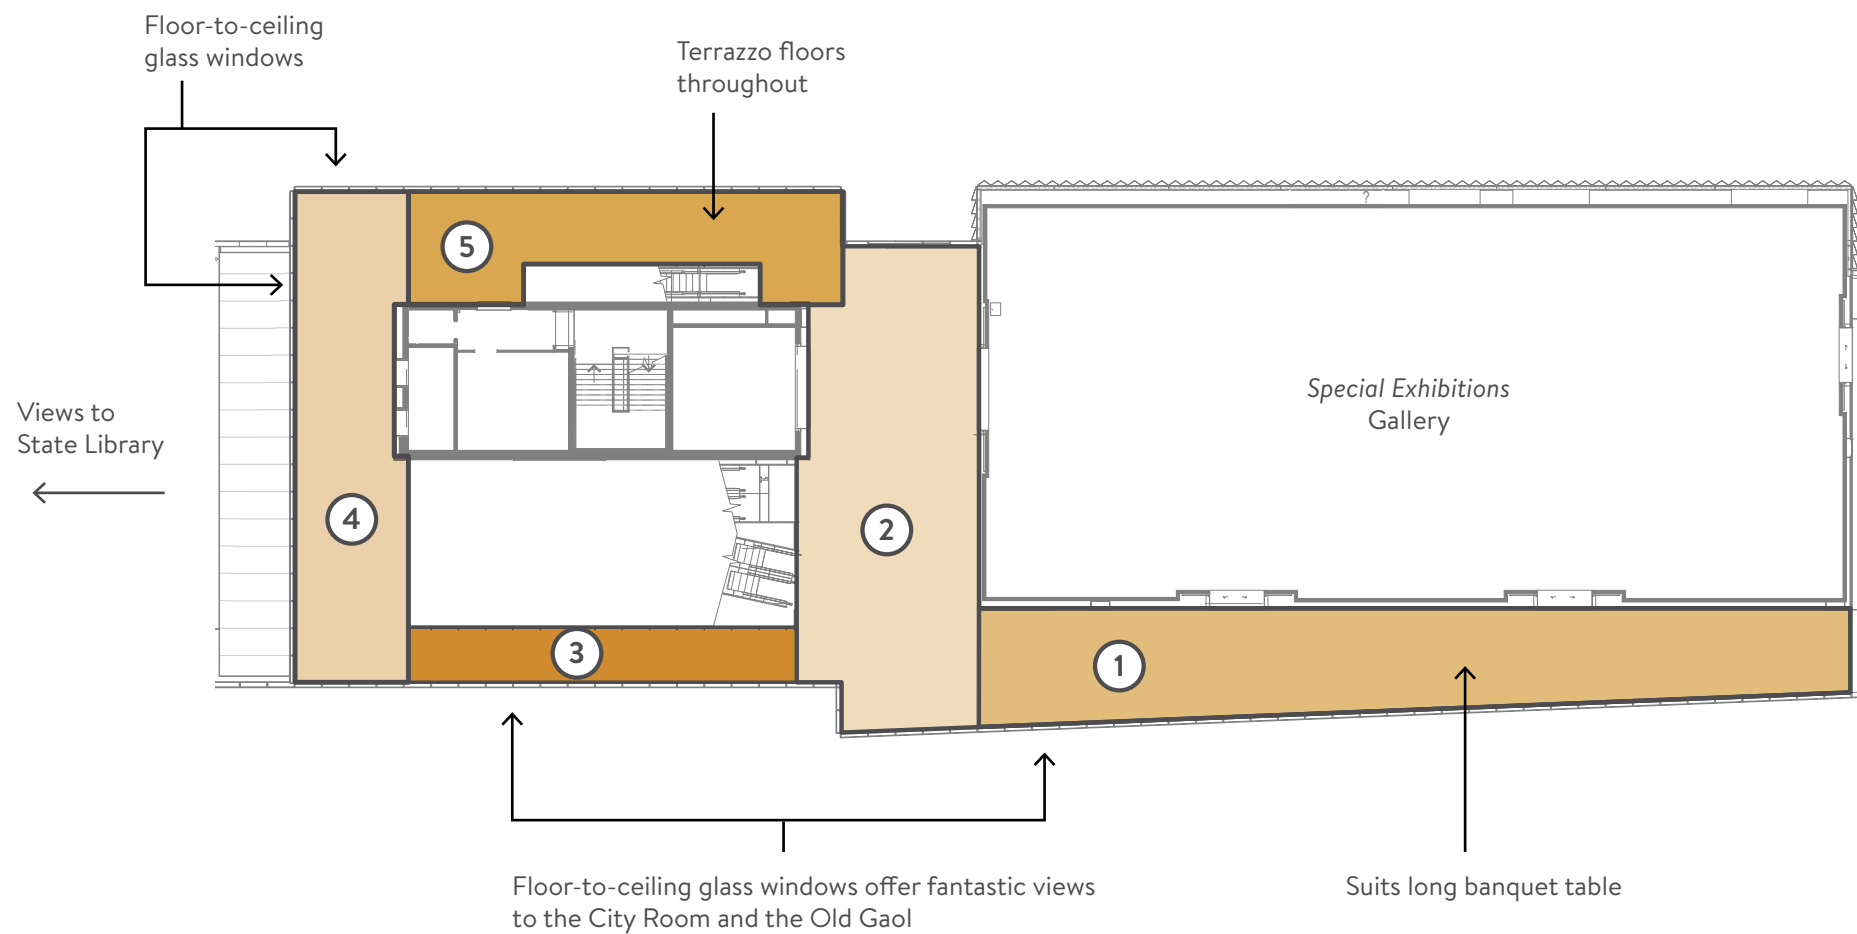 Floor-to-ceiling
glass windows
Terrazzo floors
throughout
?
5
Special Exhibitions
Gallery
Views to
State Library
4
2
3
1
Floor-to-ceiling glass windows offer fantastic views
to the City Room and the Old Gaol
Suits long banquet table